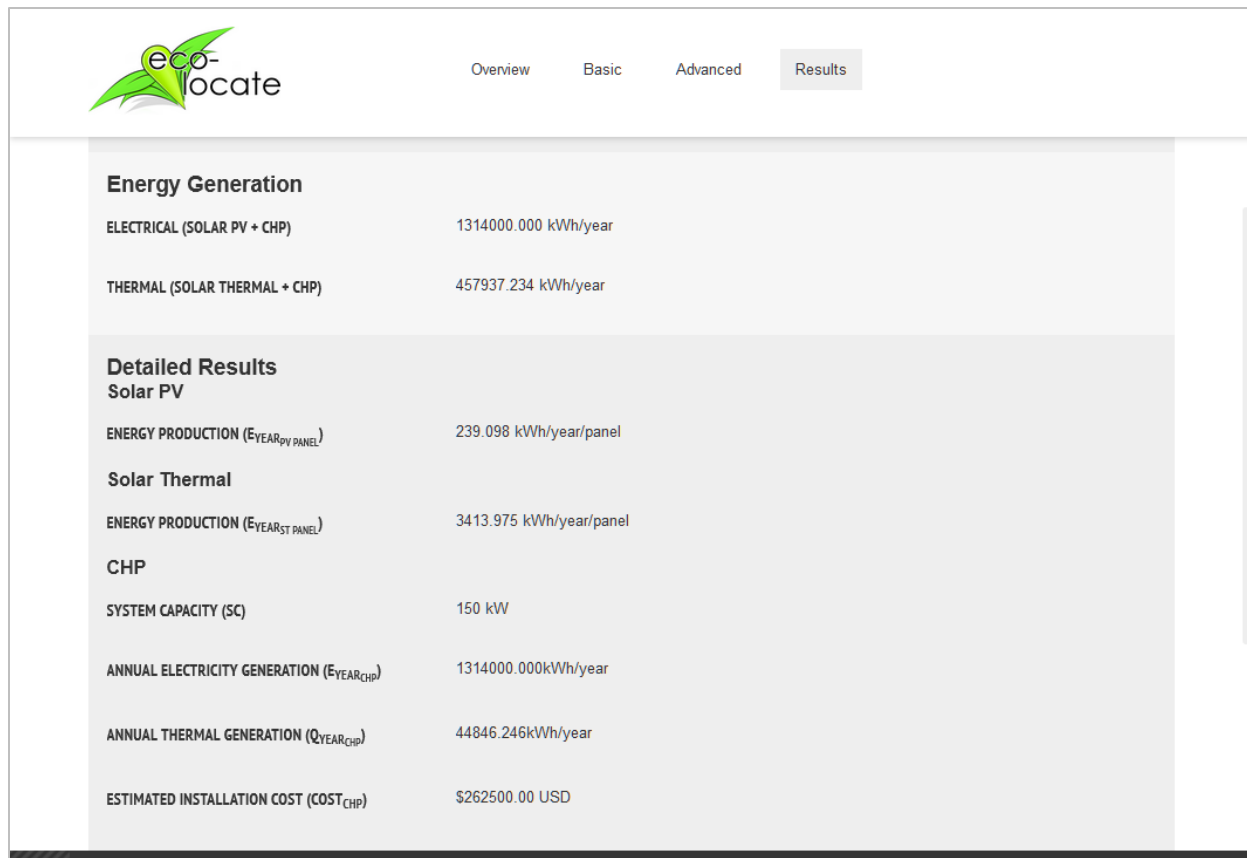 eco-
locate
Overview Basic Advanced Results
Energy Generation
ELECTRICAL (SOLAR PV + CHP) 1314000.000 kWh/year
THERMAL (SOLAR THERMAL + CHP) 457937.234 kWh/year
Detailed Results
Solar PV
ENERGY PRODUCTION (EYEARPV PANEL) 239.098 kWh/year/panel
Solar Thermal
ENERGY PRODUCTION (EYEARST PANEL) 3413.975 kWh/year/panel
CHP
SYSTEM CAPACITY (SC) 150 kW
ANNUAL ELECTRICITY GENERATION (EYEARCHP) 1314000.000kWh/year
ANNUAL THERMAL GENERATION (QYEARCHP) 44846.246kWh/year
ESTIMATED INSTALLATION COST (COSTCHP) $262500.00 USD